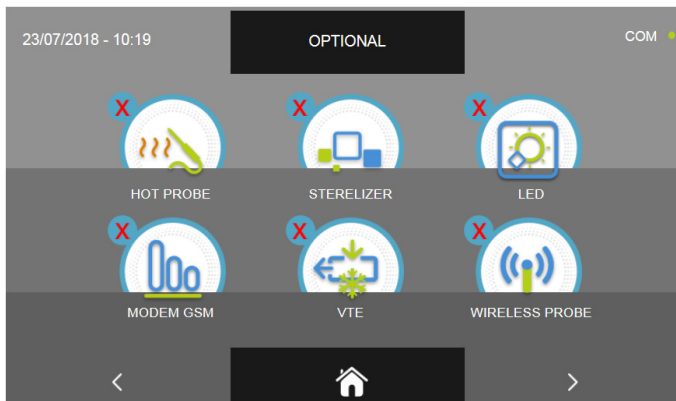 23/07/2018 - 10:19
OPTIONAL
COM
X
X
X
HOT PROBE
STERELIZER
LED
X
X
X
MODEM GSM
VTE
WIRELESS PROBE